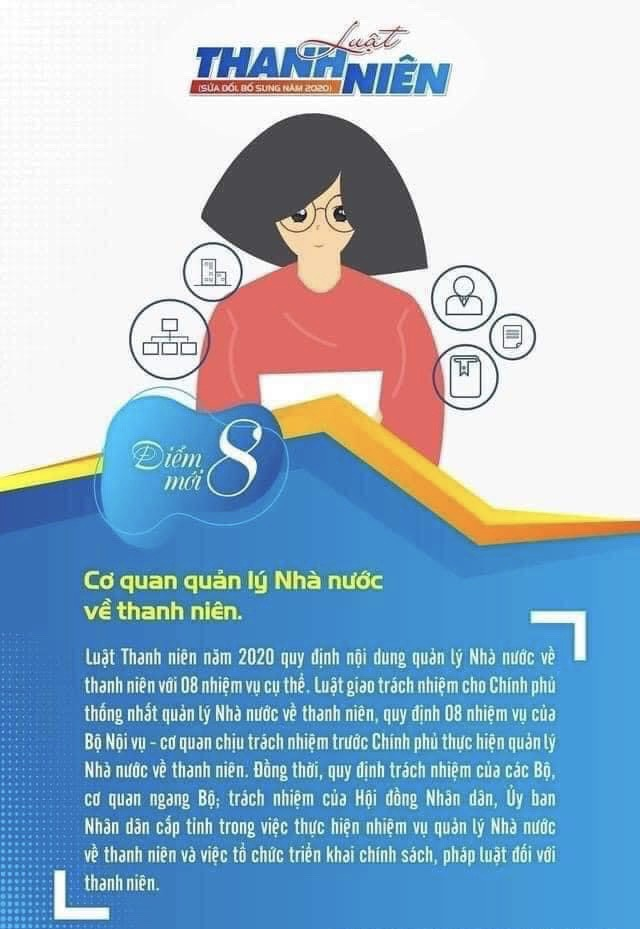 Luật
THANH NIÊN
(SỬA ĐỔI, BỔ SUNG NĂM 2020)
Điểm
mới 8
Cơ quan quản lý Nhà nước
về thanh niên.
Luật Thanh niên năm 2020 quy định nội dung quản lý Nhà nước về
thanh niên với 08 nhiệm vụ cụ thể. Luật giao trách nhiệm cho Chính phủ
thống nhất quản lý Nhà nước về thanh niên, quy định 08 nhiệm vụ của
Bộ Nội vụ - cơ quan chịu trách nhiệm trước Chính phủ thực hiện quản lý
Nhà nước về thanh niên. Đồng thời, quy định trách nhiệm của các Bộ,
cơ quan ngang Bộ; trách nhiệm của Hội đồng Nhân dân, Ủy ban
Nhân dân cấp tỉnh trong việc thực hiện nhiệm vụ quản lý Nhà nước
về thanh niên và việc tổ chức triển khai chính sách, pháp luật đối với
thanh niên.